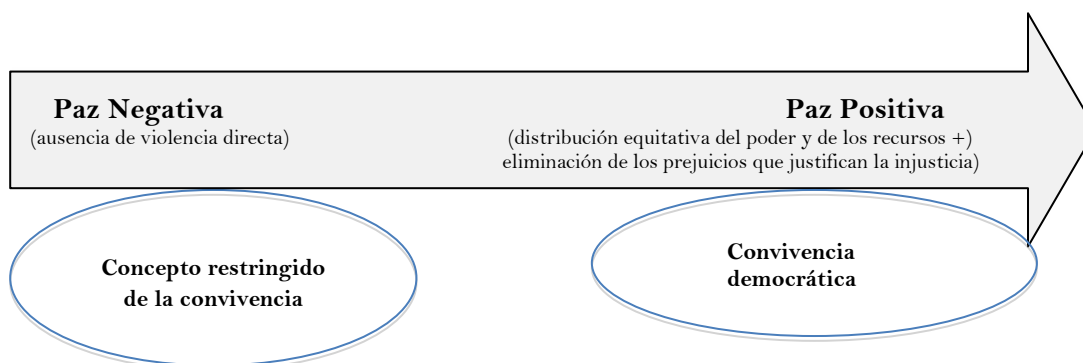 Paz Negativa
(ausencia de violencia directa)
Paz Positiva
(distribución equitativa del poder y de los recursos +)
eliminación de los prejuicios que justifican la injusticia)
Concepto restringido
de la convivencia
Convivencia
democrática